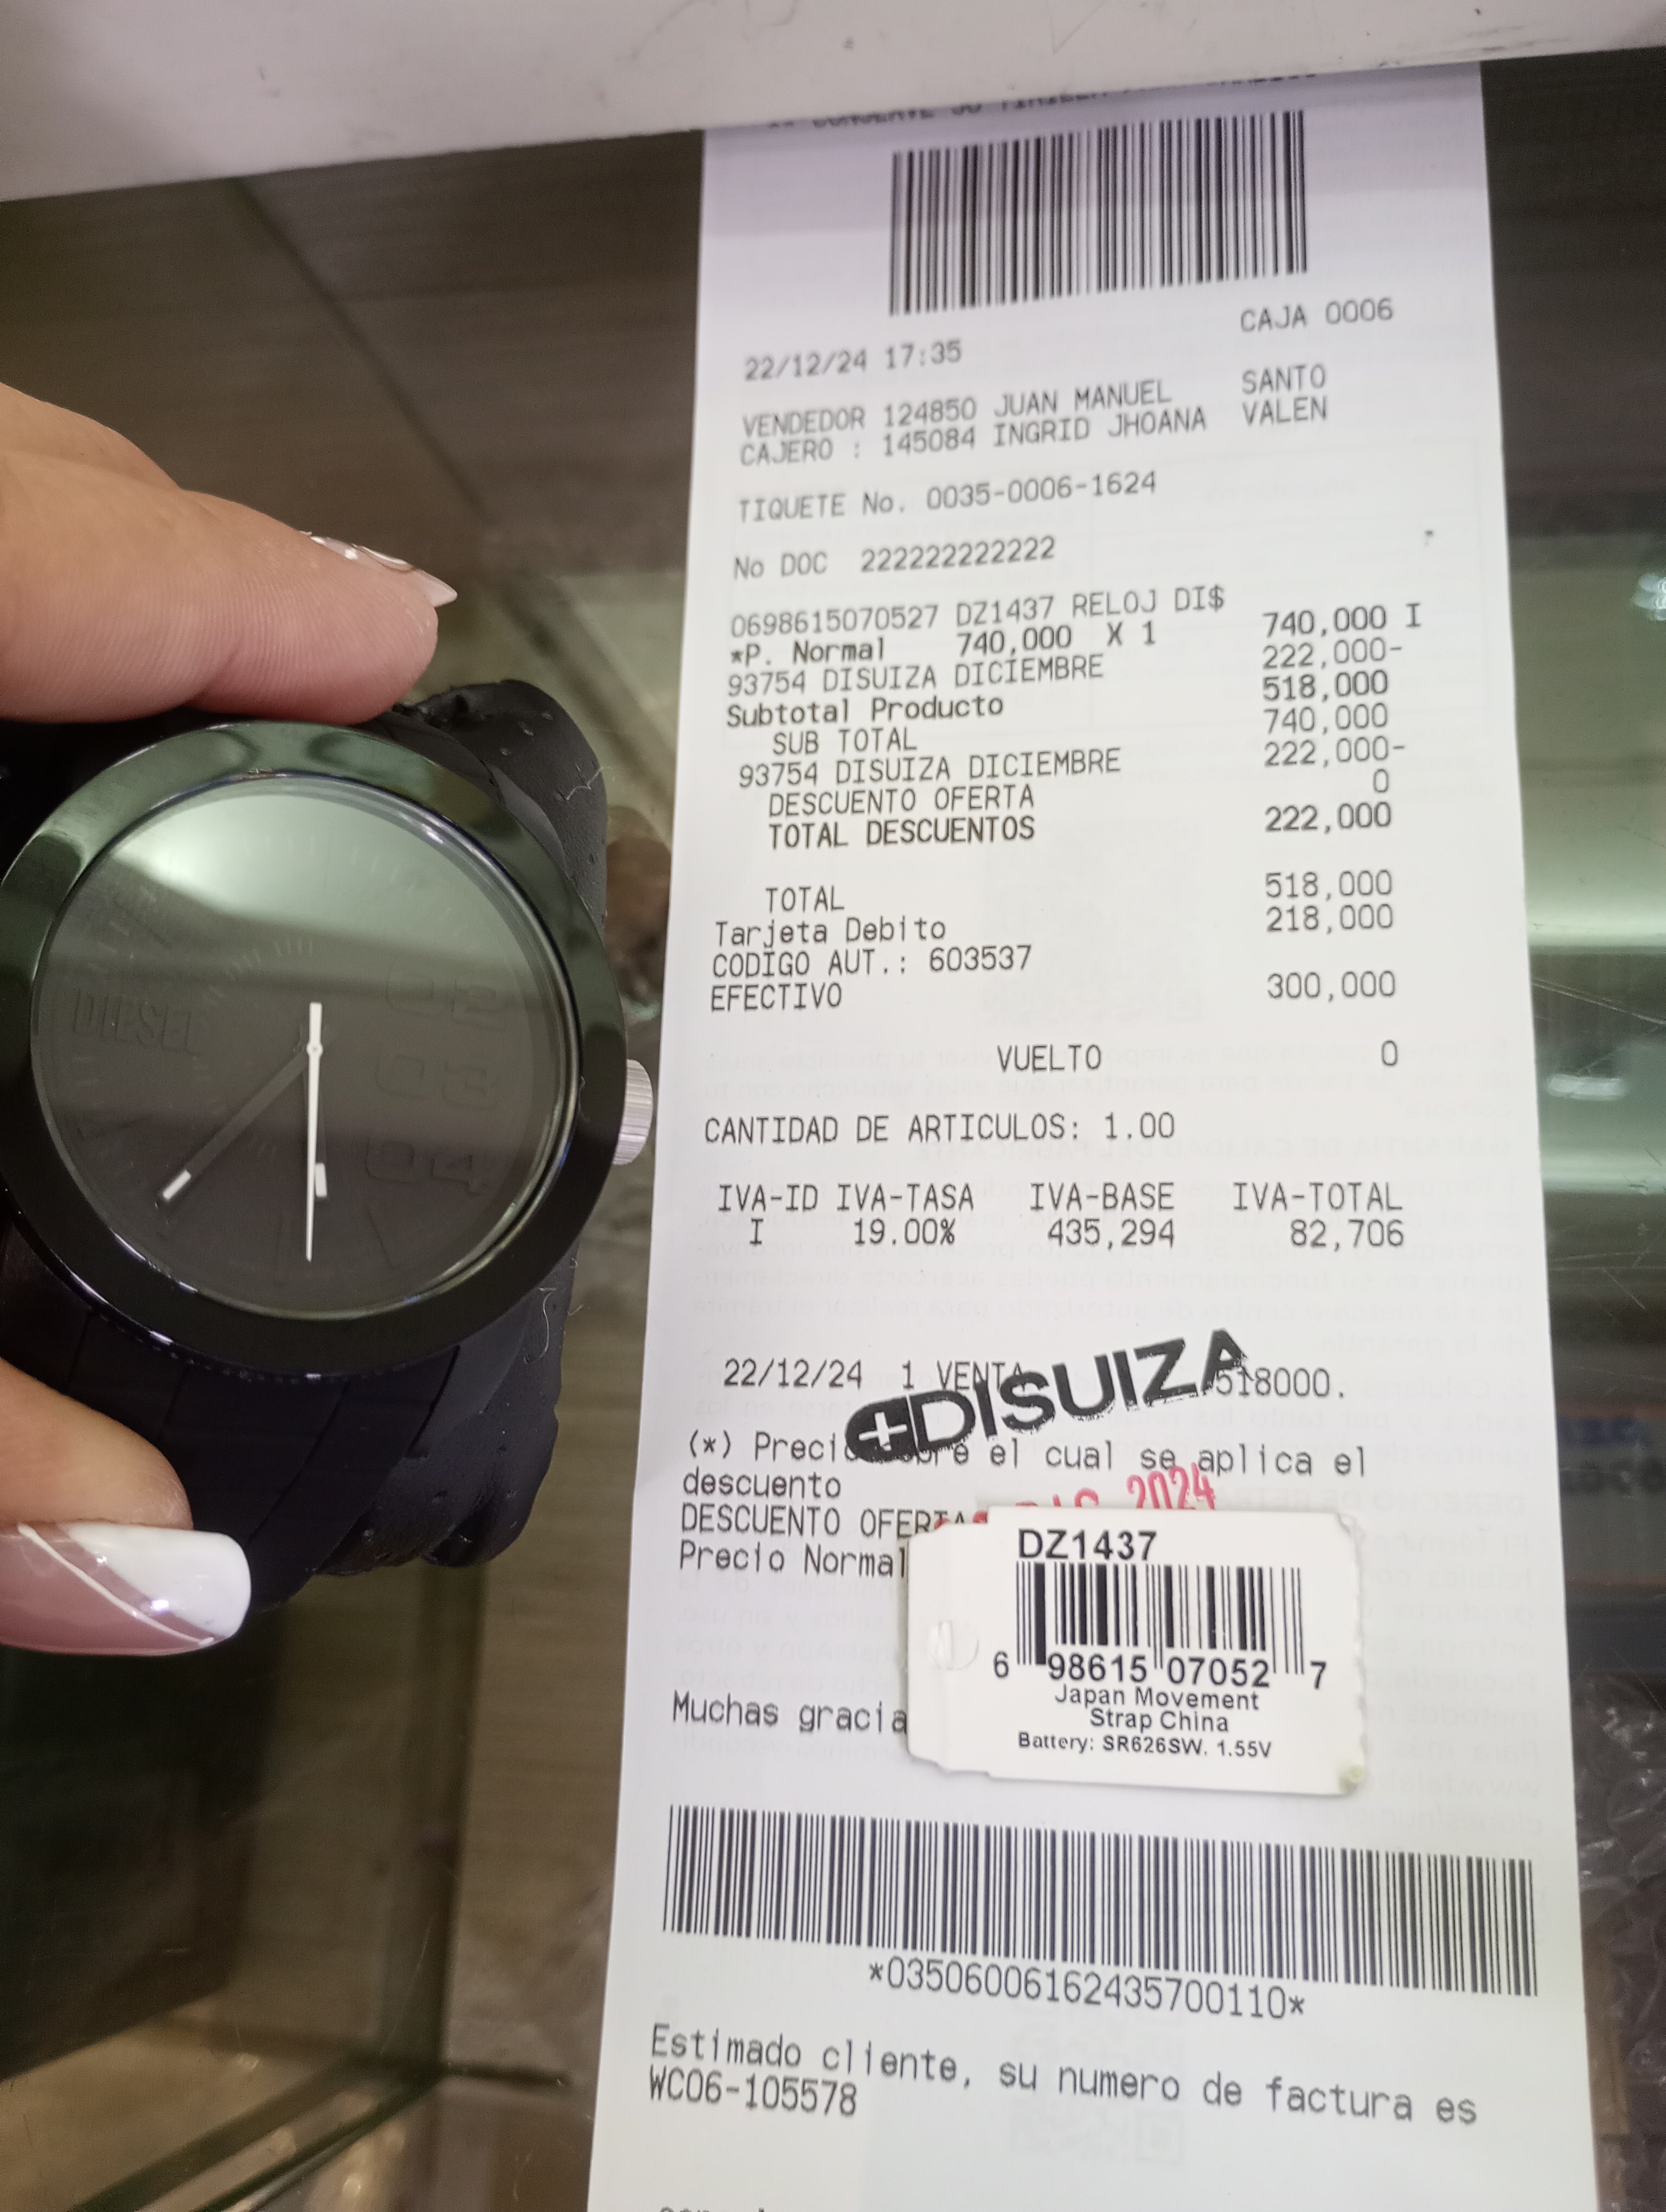 CAJA 0006
22/12/24 17:35
VENDEDOR 124850 JUAN MANUEL SANTO
CAJERO : 145084 INGRID JHOANA VALEN
TIQUETE No. 0035-0006-1624
No DOC 222222222222
0698615070527 DZ1437 RELOJ DI$ 740,000 I
*P. Normal 740,000 X 1
93754 DISUIZA DICIEMBRE 222,000-
Subtotal Producto 518,000
SUB TOTAL 740,000
93754 DISUIZA DICIEMBRE 222,000-
DESCUENTO OFERTA 0
TOTAL DESCUENTOS 222,000
TOTAL 518,000
Tarjeta Debito 218,000
CODIGO AUT.: 603537
EFECTIVO 300,000
VUELTO 0
CANTIDAD DE ARTICULOS: 1.00
IVA-ID IVA-TASA IVA-BASE IVA-TOTAL
I 19.00% 435,294 82,706
22/12/24 1 VENTA 518000.
DISUIZA
(*) Precio sobre el cual se aplica el
descuento
2024
DESCUENTO OFERTA
Precio Normal
DZ1437
6 98615 07052 7
Japan Movement
Strap China
Battery: SR626SW. 1.55V
Muchas gracia
*03506006162435700110*
Estimado cliente, su numero de factura es
WC06-105578
DIESEL
02
03
04